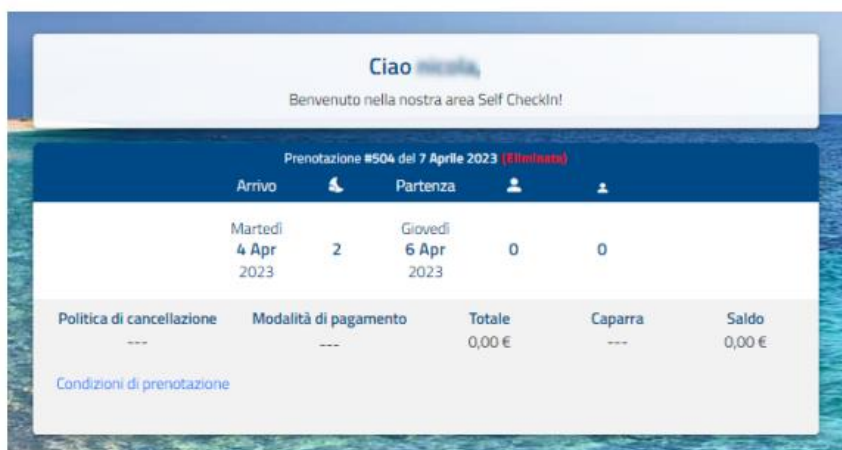 Ciao
Benvenuto nella nostra area Self CheckIn!
Prenotazione #504 del 7 Aprile 2023 (Eliminata)
Arrivo Partenza
Martedì Giovedì
4 Apr 2 6 Apr 0 0
2023 2023
Politica di cancellazione Modalità di pagamento Totale Caparra Saldo
--- --- 0,00 € --- 0,00 €
Condizioni di prenotazione